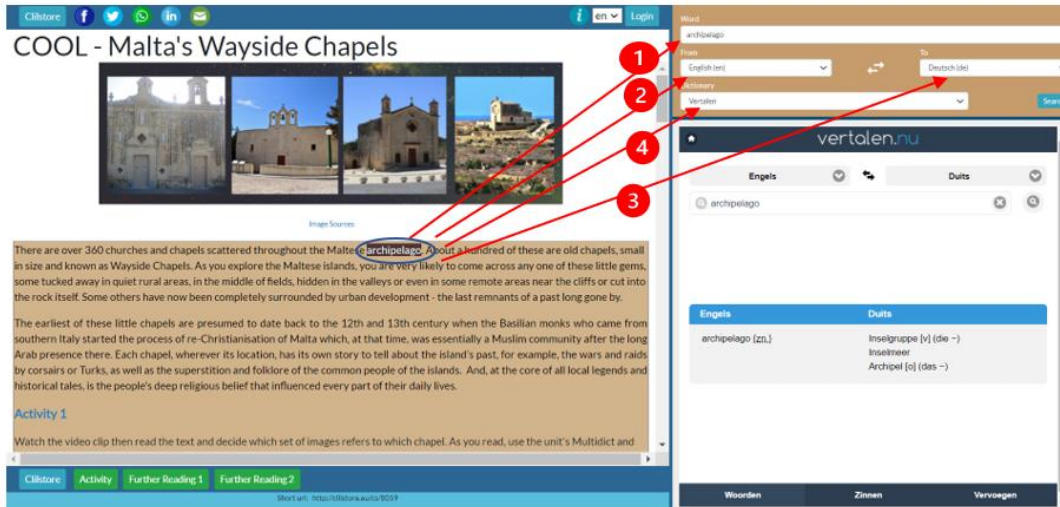 Clilstore
en
Login
COOL - Malta's Wayside Chapels
Image Sources
There are over 360 churches and chapels scattered throughout the Maltese archipelago. About a hundred of these are old chapels, small
in size and known as Wayside Chapels. As you explore the Maltese islands, you are very likely to come across any one of these little gems,
some tucked away in quiet rural areas, in the middle of fields, hidden in the valleys or even in some remote areas near the cliffs or cut into
the rock itself. Some others have now been completely surrounded by urban development - the last remnants of a past long gone by.
The earliest of these little chapels are presumed to date back to the 12th and 13th century when the Basilian monks who came from
southern Italy started the process of re-Christianisation of Malta which, at that time, was essentially a Muslim community after the long
Arab presence there. Each chapel, wherever its location, has its own story to tell about the island's past, for example, the wars and raids
by corsairs or Turks, as well as the superstition and folklore of the common people of the islands. And, at the core of all local legends and
historical tales, is the people's deep religious belief that influenced every part of their daily lives.
Activity 1
Watch the video clip then read the text and decide which set of images refers to which chapel. As you read, use the unit's Multidict and
Clilstore Activity Further Reading 1 Further Reading 2
Short url: http://clilstore.eu/cs/8059
1
2
4
3
Word
archipelago
From
To
English (en)
Deutsch (de)
Dictionary
Vertalen
Sear
vertalen.nu
Engels
Duits
archipelago
Engels
Duits
archipelago {zn.}
Inselgruppe [v] (die ~)
Inselmeer
Archipel [o] (das ~)
Woorden
Zinnen
Vervoegen